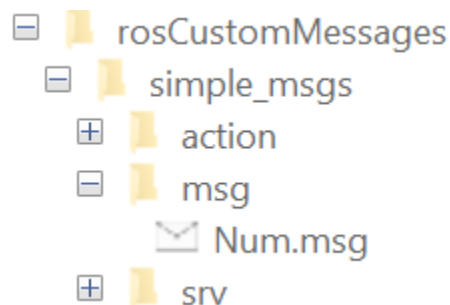 rosCustomMessages
simple_msgs
action
msg
Num.msg
srv